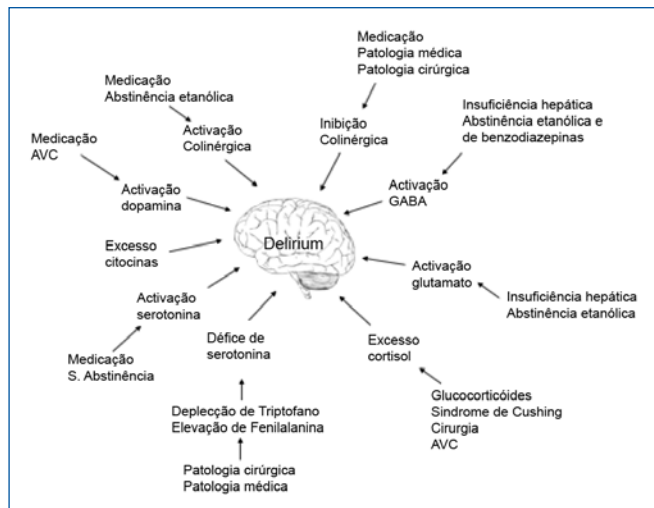 Medicação
Patologia médica
Patologia cirúrgica
Medicação
Abstinência etanólica
Insuficiência hepática
Abstinência etanólica e
de benzodiazepinas
Activação
Colinérgica
Inibição
Colinérgica
Medicação
AVC
Activação
dopamina
Activação
GABA
Delirium
Excesso
citocinas
Activação
glutamato
Insuficiência hepática
Abstinência etanólica
Activação
serotonina
Défice de
serotonina
Excesso
cortisol
Medicação
S. Abstinência
Deplecção de Triptofano
Elevação de Fenilalanina
Glucocorticóides
Sindrome de Cushing
Cirurgia
AVC
Patologia cirúrgica
Patologia médica